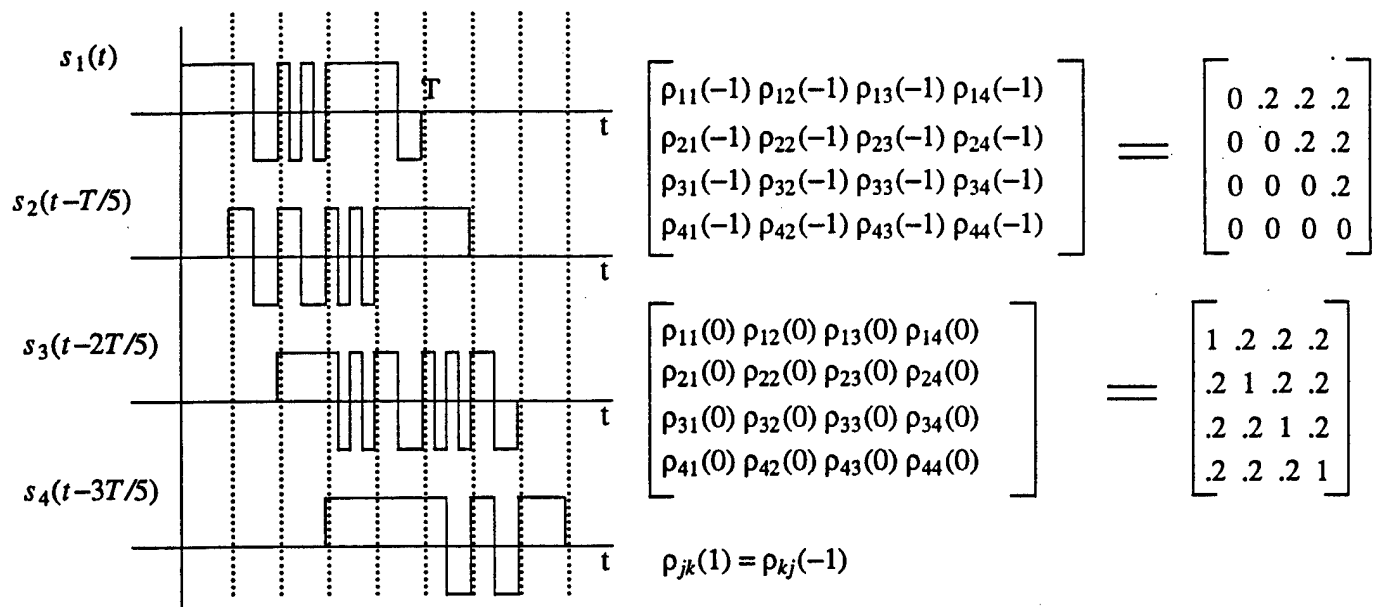 s₁(t)
T
t
s₂(t−T/5)
t
s₃(t−2T/5)
t
s₄(t−3T/5)
t
ρ₁₁(−1) ρ₁₂(−1) ρ₁₃(−1) ρ₁₄(−1)
ρ₂₁(−1) ρ₂₂(−1) ρ₂₃(−1) ρ₂₄(−1)
ρ₃₁(−1) ρ₃₂(−1) ρ₃₃(−1) ρ₃₄(−1)
ρ₄₁(−1) ρ₄₂(−1) ρ₄₃(−1) ρ₄₄(−1)
=
0 .2 .2 .2
0 0 .2 .2
0 0 0 .2
0 0 0 0
ρ₁₁(0) ρ₁₂(0) ρ₁₃(0) ρ₁₄(0)
ρ₂₁(0) ρ₂₂(0) ρ₂₃(0) ρ₂₄(0)
ρ₃₁(0) ρ₃₂(0) ρ₃₃(0) ρ₃₄(0)
ρ₄₁(0) ρ₄₂(0) ρ₄₃(0) ρ₄₄(0)
=
1 .2 .2 .2
.2 1 .2 .2
.2 .2 1 .2
.2 .2 .2 1
ρⱼₖ(1) = ρₖⱼ(−1)